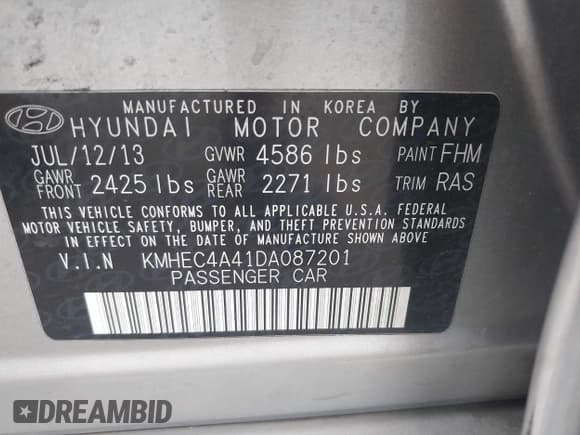 MANUFACTURED IN KOREA BY
HYUNDAI MOTOR COMPANY
JUL/12/13 GVWR 4586 lbs PAINT FHM
GAWR FRONT 2425 lbs GAWR REAR 2271 lbs TRIM RAS
THIS VEHICLE CONFORMS TO ALL APPLICABLE U.S.A. FEDERAL
MOTOR VEHICLE SAFETY, BUMPER, AND THEFT PREVENTION STANDARDS
IN EFFECT ON THE DATE OF MANUFACTURE SHOWN ABOVE
V.I.N KMHEC4A41DA087201
PASSENGER CAR
DREAMBID